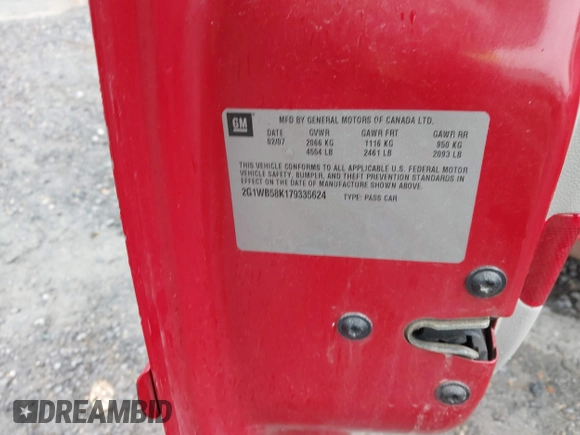 GM
MFD BY GENERAL MOTORS OF CANADA LTD.
DATE GVWR GAWR FRT GAWR RR
02/07 2066 KG 1116 KG 950 KG
4554 LB 2461 LB 2093 LB
THIS VEHICLE CONFORMS TO ALL APPLICABLE U.S. FEDERAL MOTOR
VEHICLE SAFETY, BUMPER, AND THEFT PREVENTION STANDARDS IN
EFFECT ON THE DATE OF MANUFACTURE SHOWN ABOVE.
2G1WB58K179335624 TYPE: PASS CAR
DREAMBID